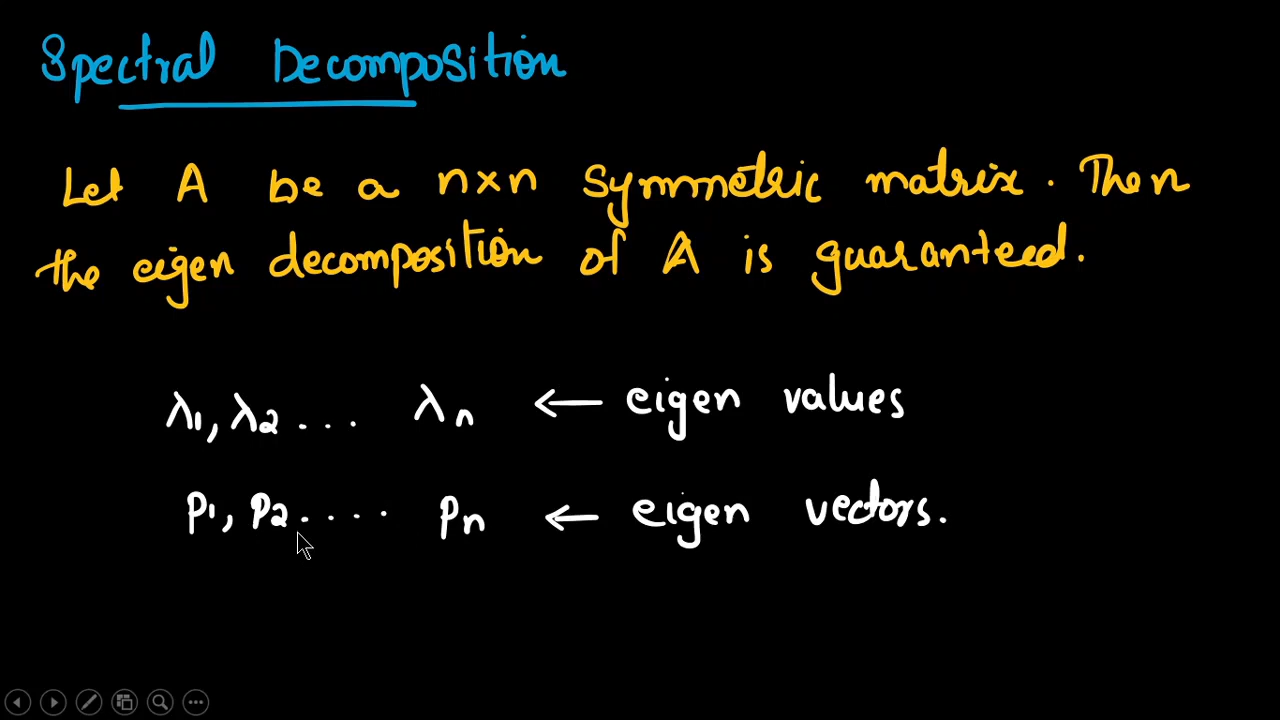 Spectral Decomposition
Let A be a n×n symmetric matrix. Then
the eigen decomposition of A is guaranteed.
λ1, λ2 ... λn ← eigen values
p1, p2 .... pn ← eigen vectors.